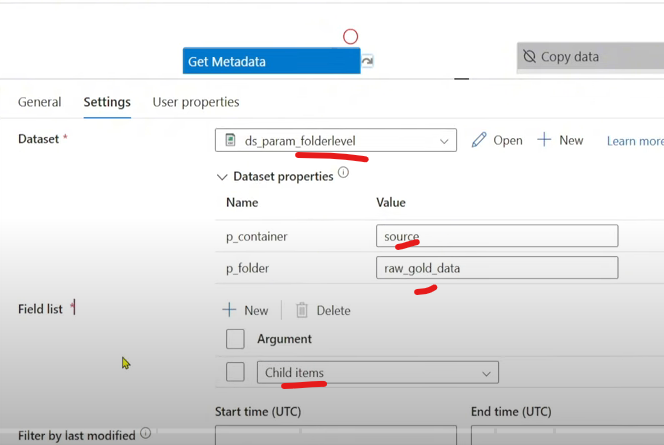 Get Metadata
Copy data
General Settings User properties
Dataset * ds_param_folderlevel Open New Learn more
Dataset properties
Name Value
p_container source
p_folder raw_gold_data
Field list * New Delete
Argument
Child items
Start time (UTC) End time (UTC)
Filter by last modified